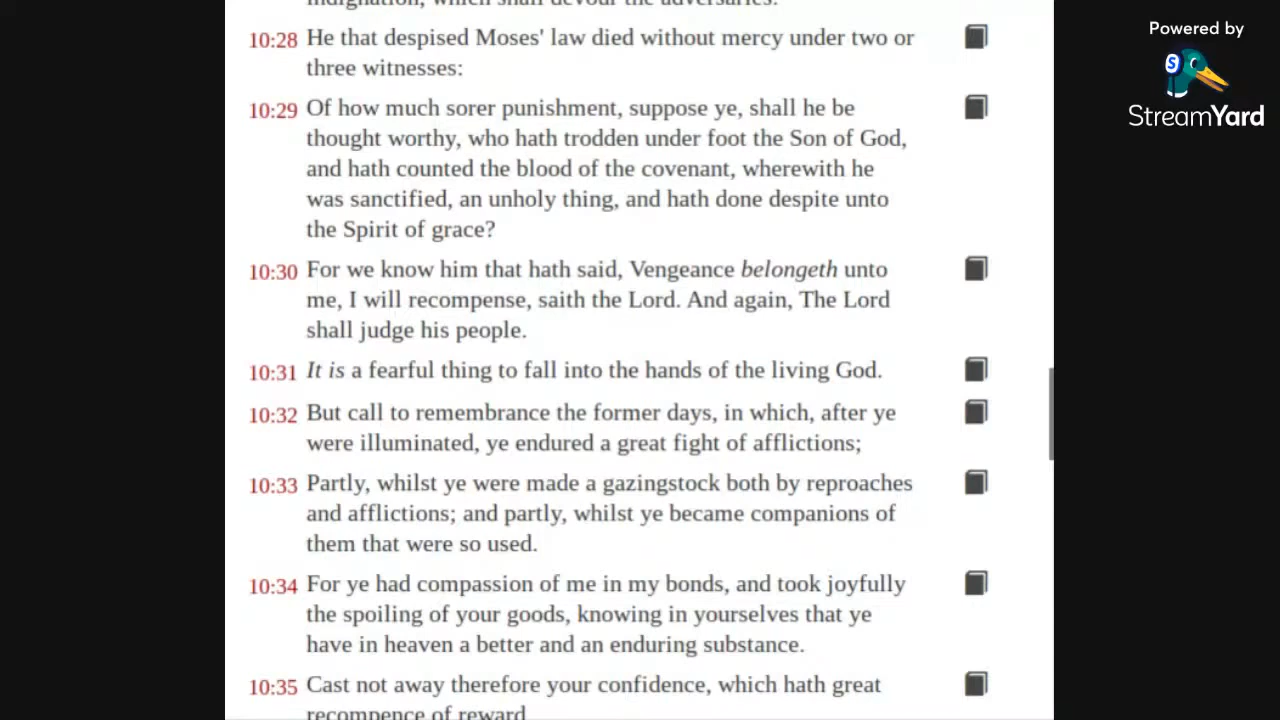 indignation, which shall devour the adversaries.
10:28 He that despised Moses' law died without mercy under two or
three witnesses:
10:29 Of how much sorer punishment, suppose ye, shall he be
thought worthy, who hath trodden under foot the Son of God,
and hath counted the blood of the covenant, wherewith he
was sanctified, an unholy thing, and hath done despite unto
the Spirit of grace?
10:30 For we know him that hath said, Vengeance belongeth unto
me, I will recompense, saith the Lord. And again, The Lord
shall judge his people.
10:31 It is a fearful thing to fall into the hands of the living God.
10:32 But call to remembrance the former days, in which, after ye
were illuminated, ye endured a great fight of afflictions;
10:33 Partly, whilst ye were made a gazingstock both by reproaches
and afflictions; and partly, whilst ye became companions of
them that were so used.
10:34 For ye had compassion of me in my bonds, and took joyfully
the spoiling of your goods, knowing in yourselves that ye
have in heaven a better and an enduring substance.
10:35 Cast not away therefore your confidence, which hath great
recompence of reward
Powered by
S
StreamYard